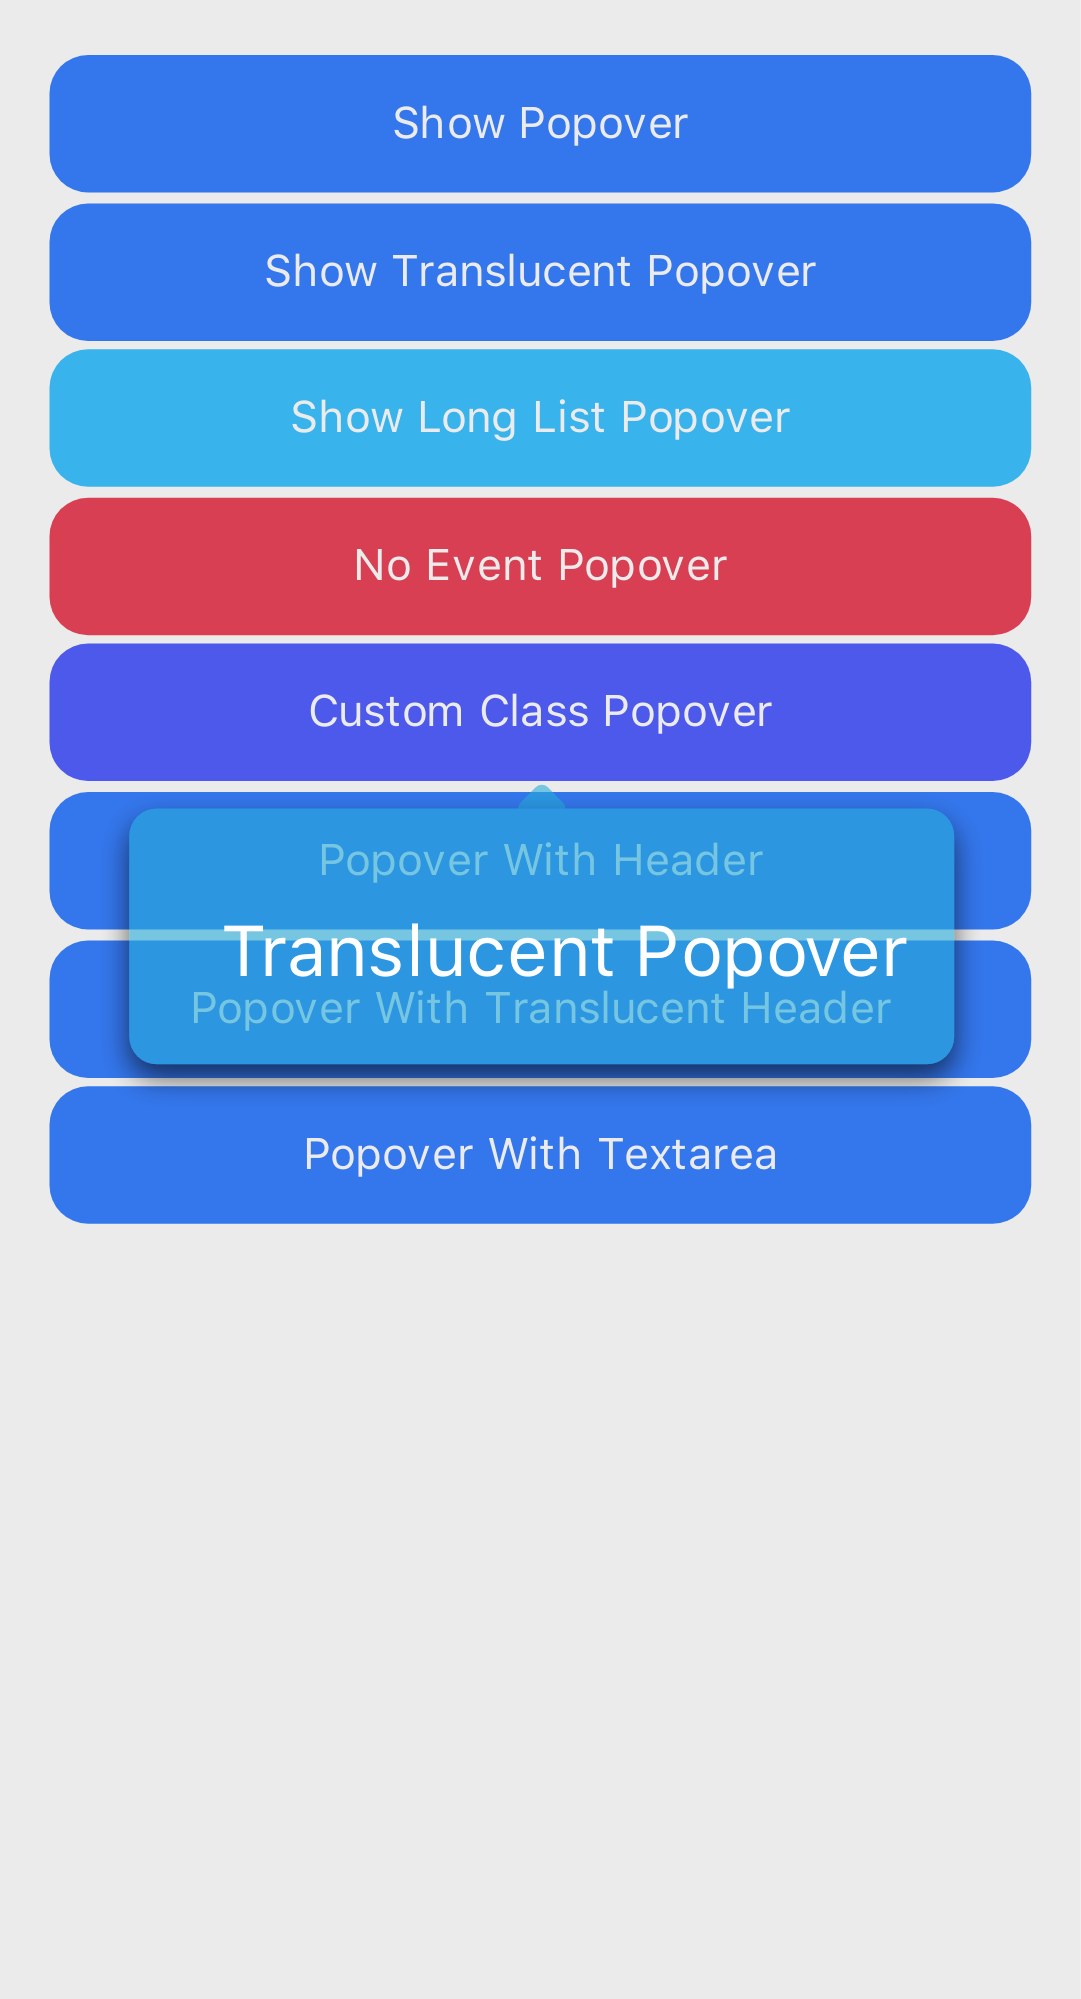 Show Popover
Show Translucent Popover
Show Long List Popover
No Event Popover
Custom Class Popover
Popover With Header
Translucent Popover
Popover With Translucent Header
Popover With Textarea